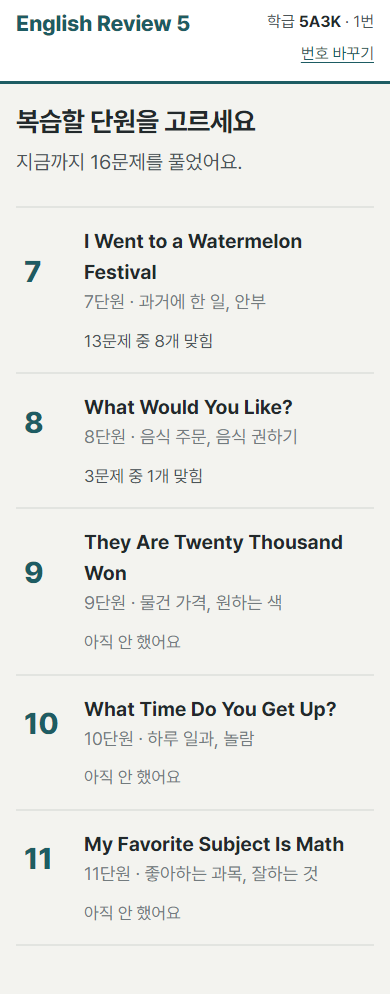 English Review 5
학급 5A3K · 1번
번호 바꾸기
복습할 단원을 고르세요
지금까지 16문제를 풀었어요.
7
I Went to a Watermelon
Festival
7단원 · 과거에 한 일, 안부
13문제 중 8개 맞힘
8
What Would You Like?
8단원 · 음식 주문, 음식 권하기
3문제 중 1개 맞힘
9
They Are Twenty Thousand
Won
9단원 · 물건 가격, 원하는 색
아직 안 했어요
10
What Time Do You Get Up?
10단원 · 하루 일과, 놀람
아직 안 했어요
11
My Favorite Subject Is Math
11단원 · 좋아하는 과목, 잘하는 것
아직 안 했어요